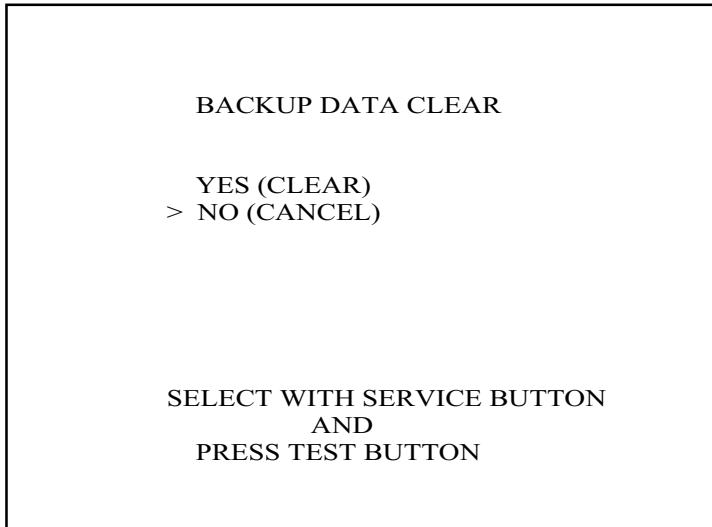 BACKUP DATA CLEAR
YES (CLEAR)
> NO (CANCEL)
SELECT WITH SERVICE BUTTON
AND
PRESS TEST BUTTON